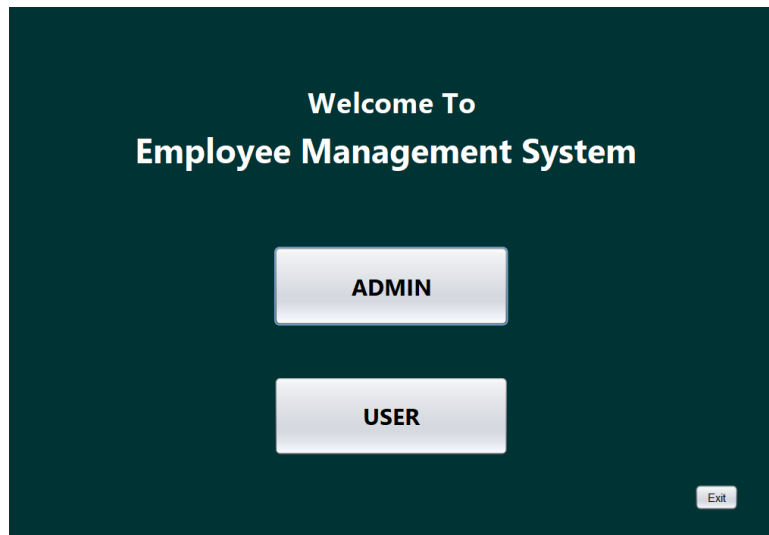 Welcome To
Employee Management System
ADMIN
USER
Exit